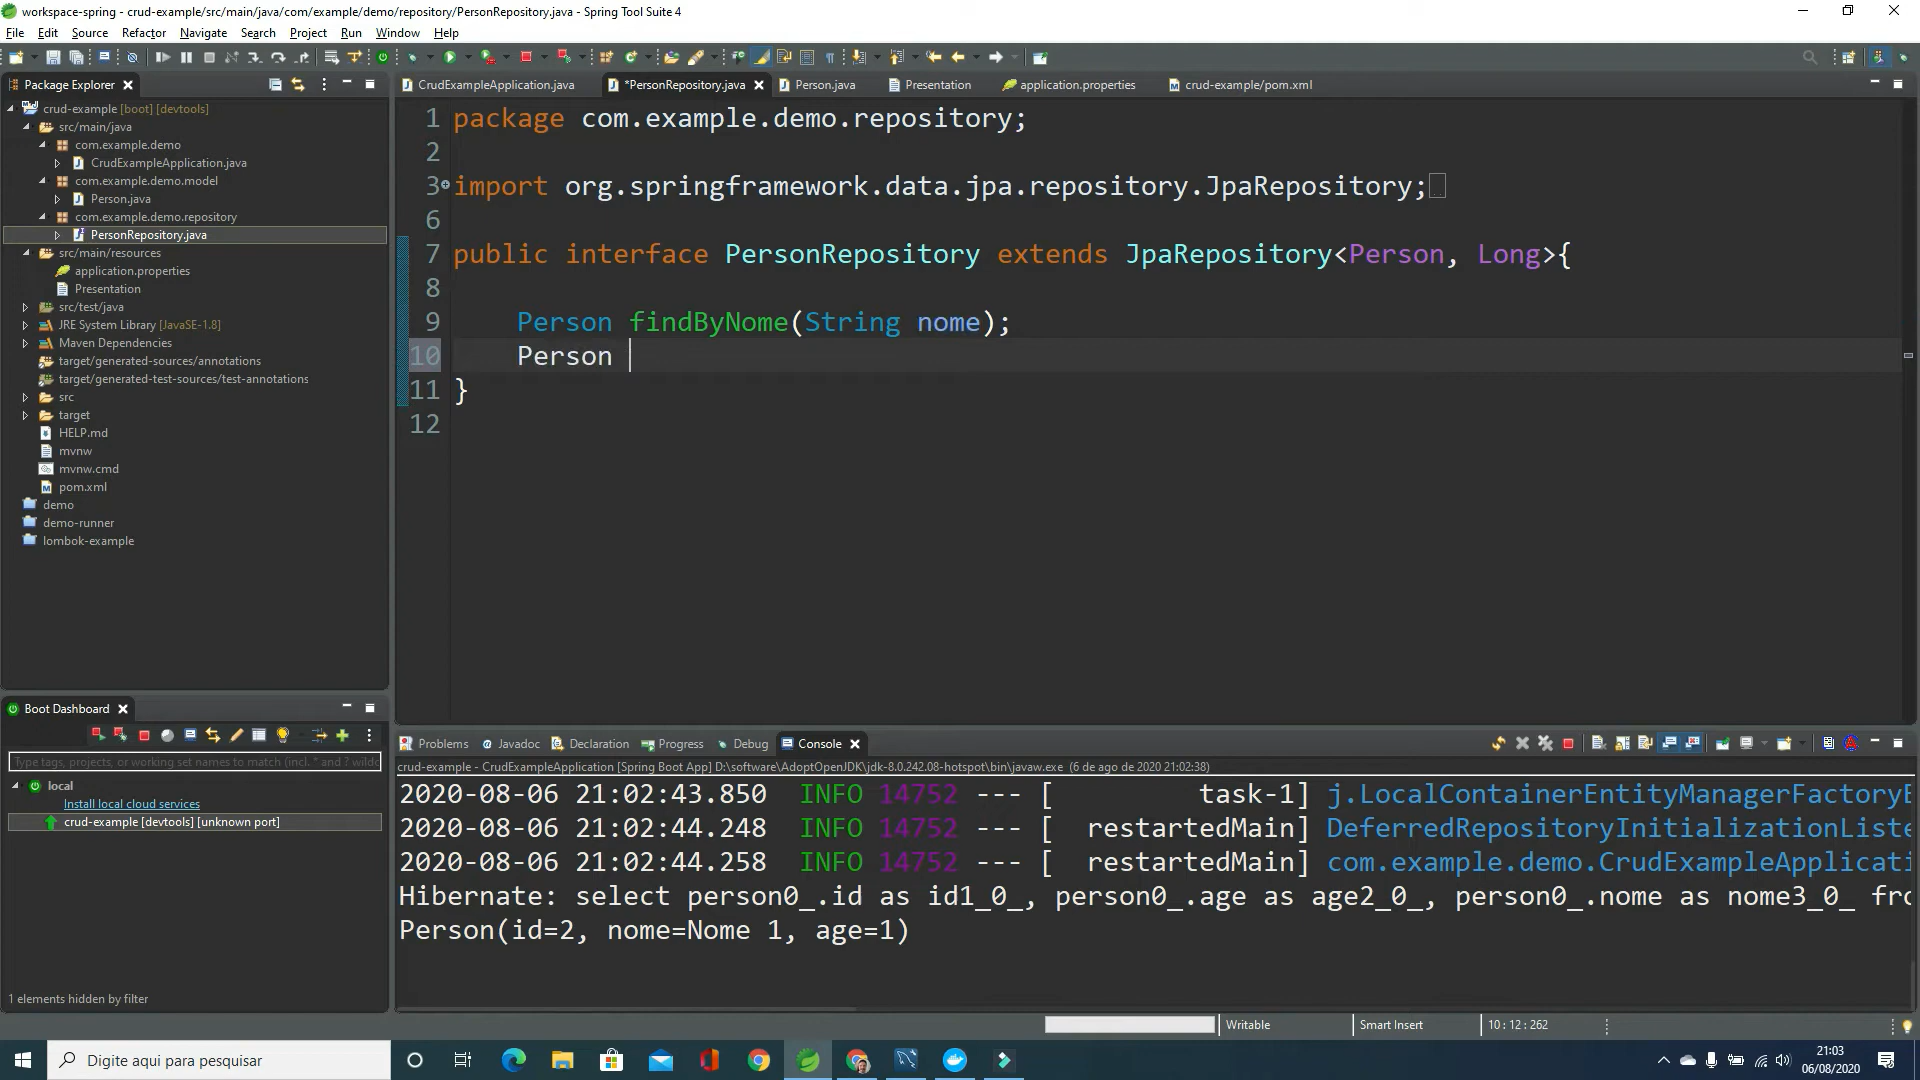 workspace-spring - crud-example/src/main/java/com/example/demo/repository/PersonRepository.java - Spring Tool Suite 4
File Edit Source Refactor Navigate Search Project Run Window Help
Package Explorer
crud-example [boot] [devtools]
src/main/java
com.example.demo
CrudExampleApplication.java
com.example.demo.model
Person.java
com.example.demo.repository
PersonRepository.java
src/main/resources
application.properties
Presentation
src/test/java
JRE System Library [JavaSE-1.8]
Maven Dependencies
target/generated-sources/annotations
target/generated-test-sources/test-annotations
src
target
HELP.md
mvnw
mvnw.cmd
pom.xml
demo
demo-runner
lombok-example
CrudExampleApplication.java *PersonRepository.java Person.java Presentation application.properties crud-example/pom.xml
1 package com.example.demo.repository;
2
3 import org.springframework.data.jpa.repository.JpaRepository;
6
7 public interface PersonRepository extends JpaRepository<Person, Long>{
8
9 Person findByNome(String nome);
10 Person
11 }
12
Boot Dashboard
Type tags, projects, or working set names to match (incl. * and ? wildc
local
Install local cloud services
crud-example [devtools] [unknown port]
1 elements hidden by filter
Problems Javadoc Declaration Progress Debug Console
crud-example - CrudExampleApplication [Spring Boot App] D:\software\AdoptOpenJDK\jdk-8.0.242.08-hotspot\bin\javaw.exe (6 de ago de 2020 21:02:38)
2020-08-06 21:02:43.850 INFO 14752 --- [ task-1] j.LocalContainerEntityManagerFactoryB
2020-08-06 21:02:44.248 INFO 14752 --- [ restartedMain] DeferredRepositoryInitializationListe
2020-08-06 21:02:44.258 INFO 14752 --- [ restartedMain] com.example.demo.CrudExampleApplicati
Hibernate: select person0_.id as id1_0_, person0_.age as age2_0_, person0_.nome as nome3_0_ fro
Person(id=2, nome=Nome 1, age=1)
Writable Smart Insert 10 : 12 : 262
Digite aqui para pesquisar
21:03
06/08/2020